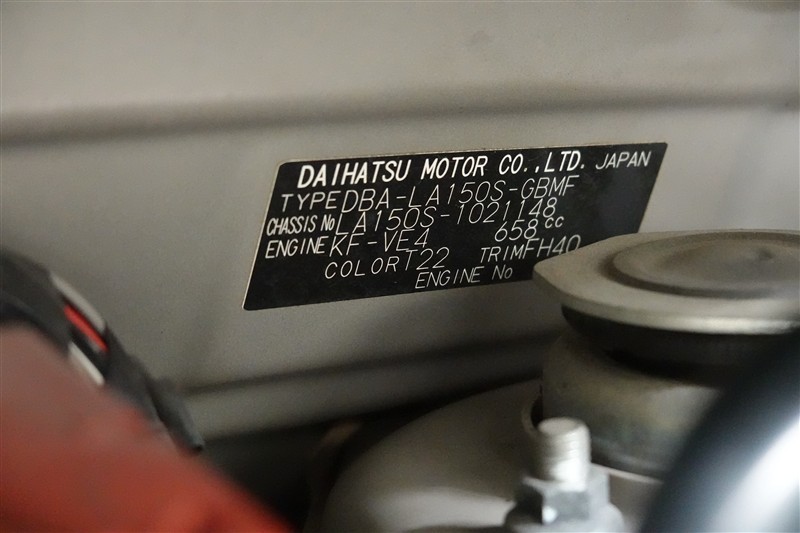 DAIHATSU MOTOR CO.,LTD. JAPAN
TYPE DBA-LA150S-GBMF
CHASSIS No LA150S-1021148
ENGINE KF-VE4 658 cc
COLOR T22 TRIM FH40
ENGINE No